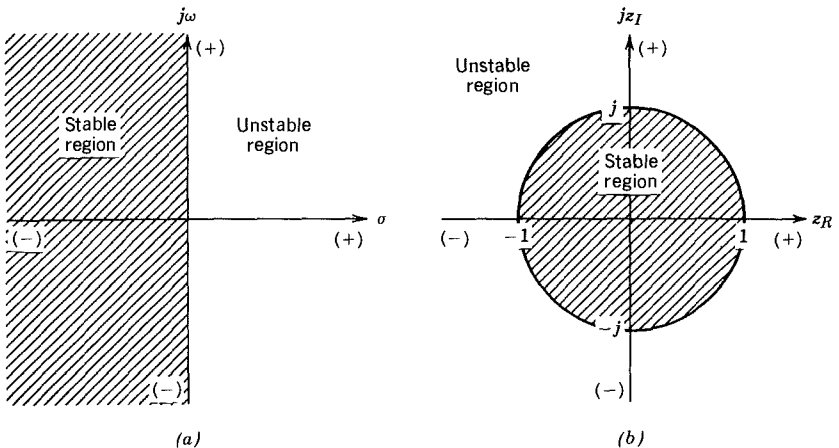 jω
(+)
Stable
region
Unstable
region
(−)
(+)
σ
(−)
(a)
jz_I
(+)
Unstable
region
j
Stable
region
(−)
−1
1
(+)
z_R
−j
(−)
(b)